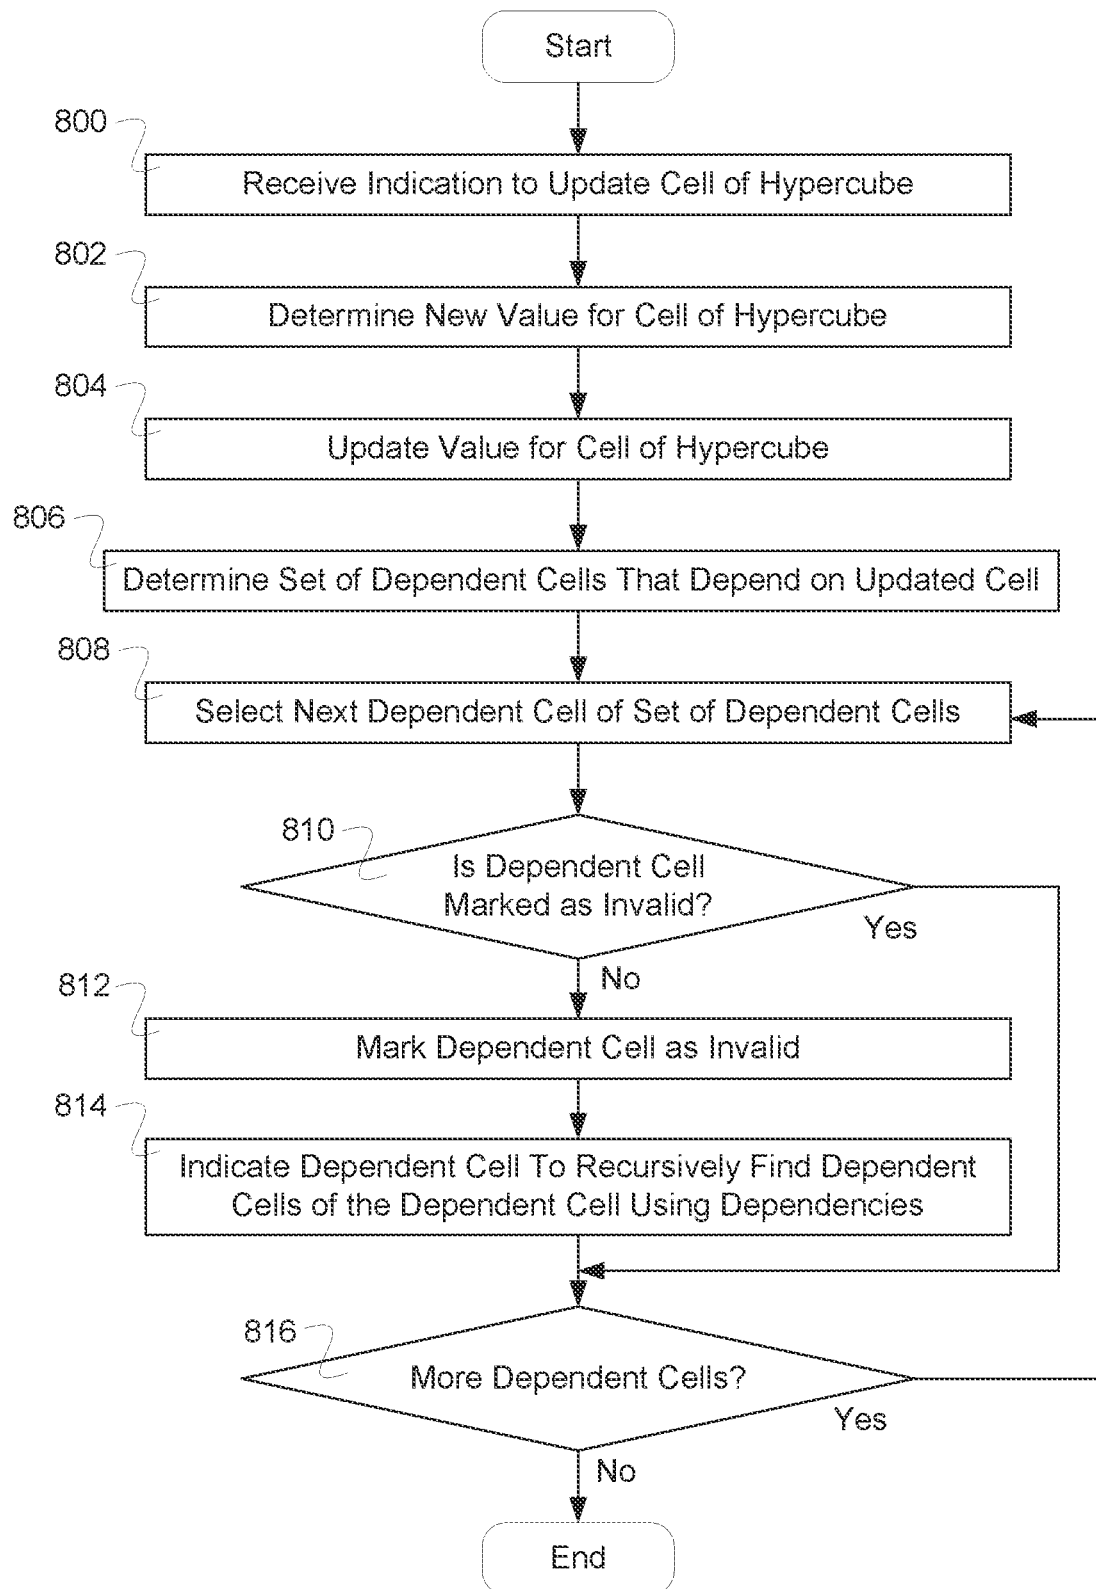 Start
800
Receive Indication to Update Cell of Hypercube
802
Determine New Value for Cell of Hypercube
804
Update Value for Cell of Hypercube
806
Determine Set of Dependent Cells That Depend on Updated Cell
808
Select Next Dependent Cell of Set of Dependent Cells
810
Is Dependent Cell
Marked as Invalid?
Yes
No
812
Mark Dependent Cell as Invalid
814
Indicate Dependent Cell To Recursively Find Dependent
Cells of the Dependent Cell Using Dependencies
816
More Dependent Cells?
Yes
No
End